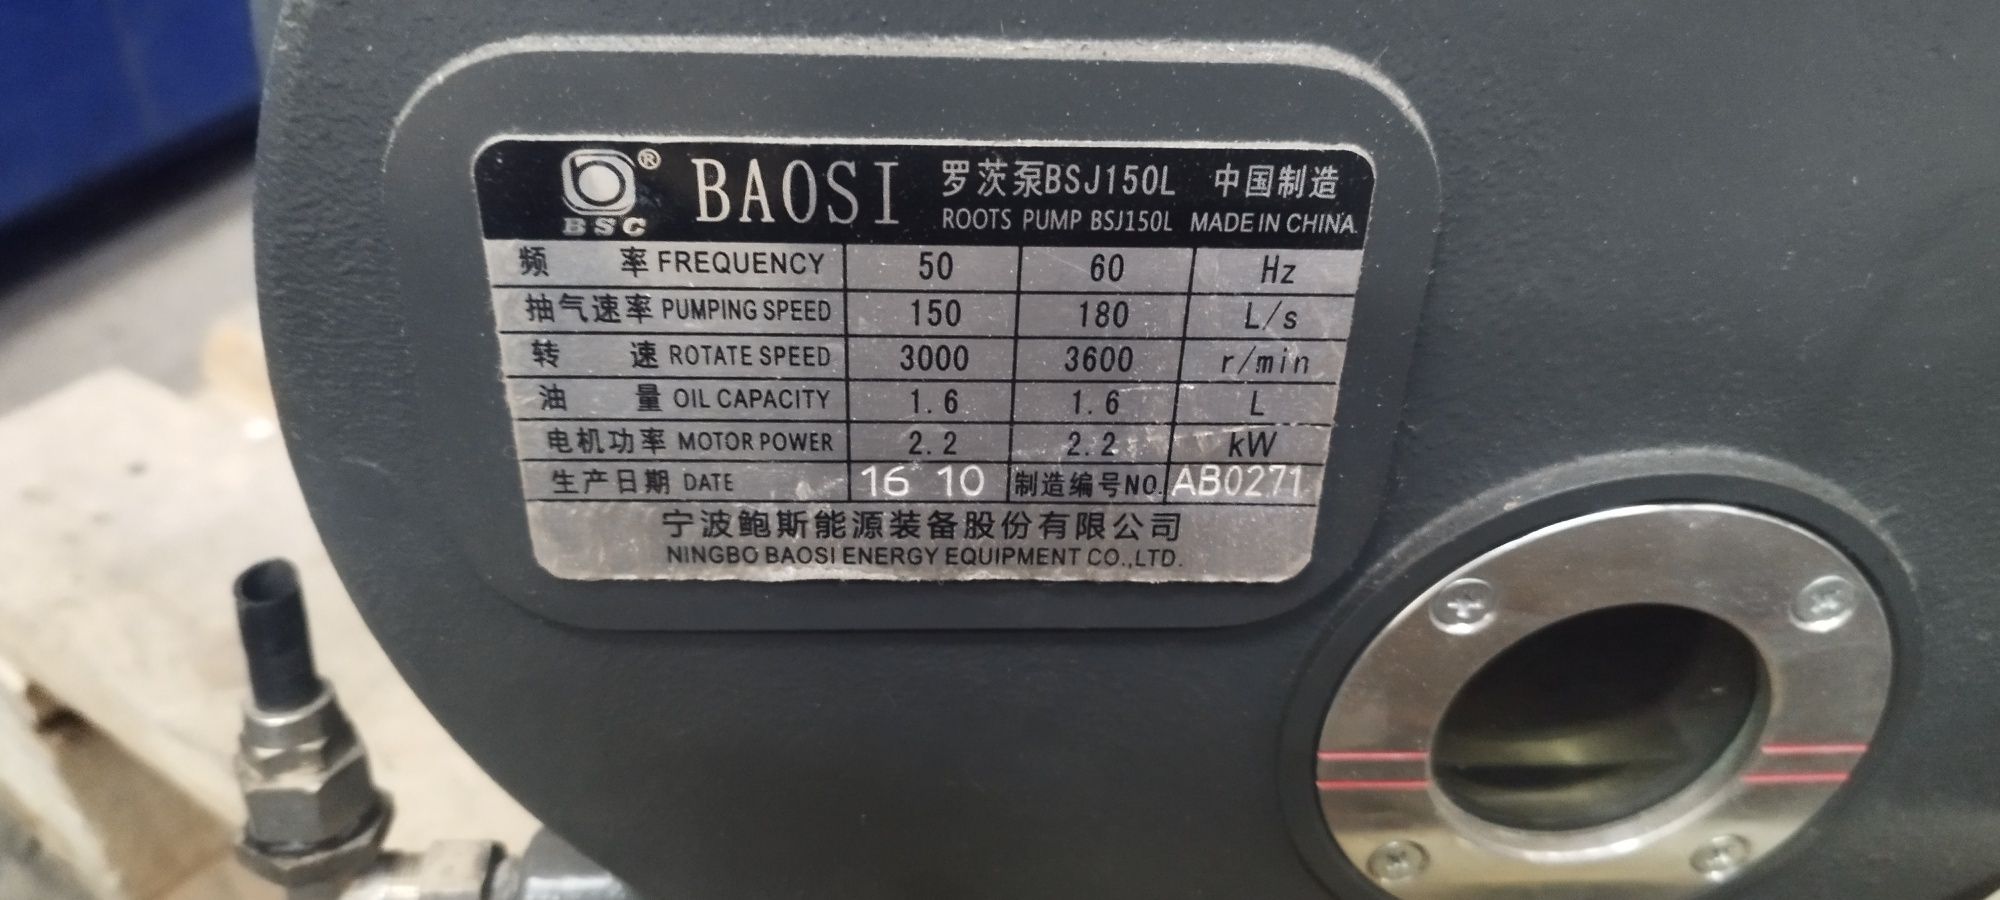 BSC ® BAOSI 罗茨泵BSJ150L 中国制造
ROOTS PUMP BSJ150L MADE IN CHINA
频 率 FREQUENCY 50 60 Hz
抽气速率 PUMPING SPEED 150 180 L/s
转 速 ROTATE SPEED 3000 3600 r/min
油 量 OIL CAPACITY 1.6 1.6 L
电机功率 MOTOR POWER 2.2 2.2 kW
生产日期 DATE 16 10 制造编号NO. AB0271
宁波鲍斯能源装备股份有限公司
NINGBO BAOSI ENERGY EQUIPMENT CO.,LTD.